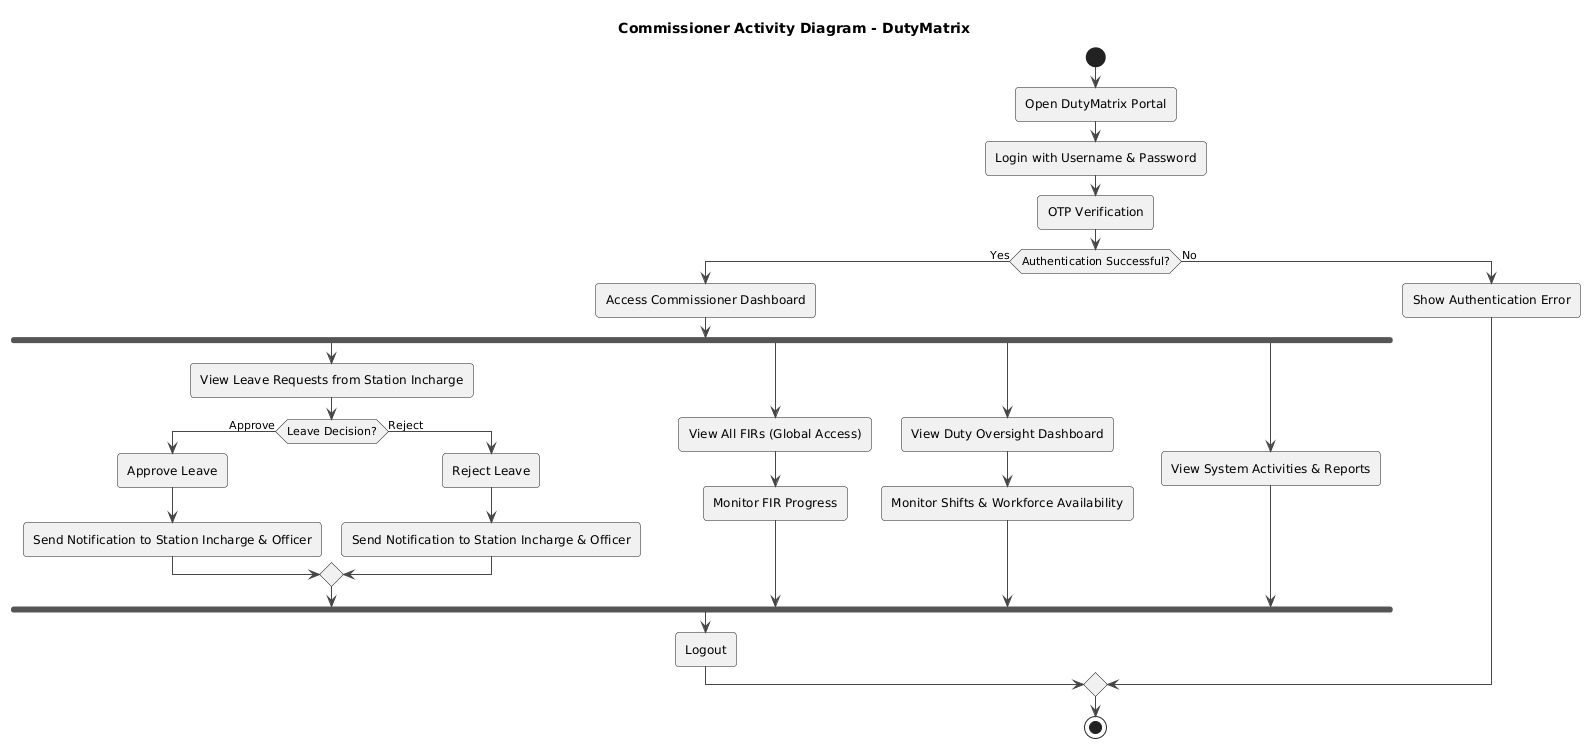 Commissioner Activity Diagram - DutyMatrix
Open DutyMatrix Portal
Login with Username & Password
OTP Verification
Authentication Successful?
Yes
No
Access Commissioner Dashboard
Show Authentication Error
View Leave Requests from Station Incharge
Leave Decision?
Approve
Reject
Approve Leave
Send Notification to Station Incharge & Officer
Reject Leave
Send Notification to Station Incharge & Officer
View All FIRs (Global Access)
Monitor FIR Progress
View Duty Oversight Dashboard
Monitor Shifts & Workforce Availability
View System Activities & Reports
Logout